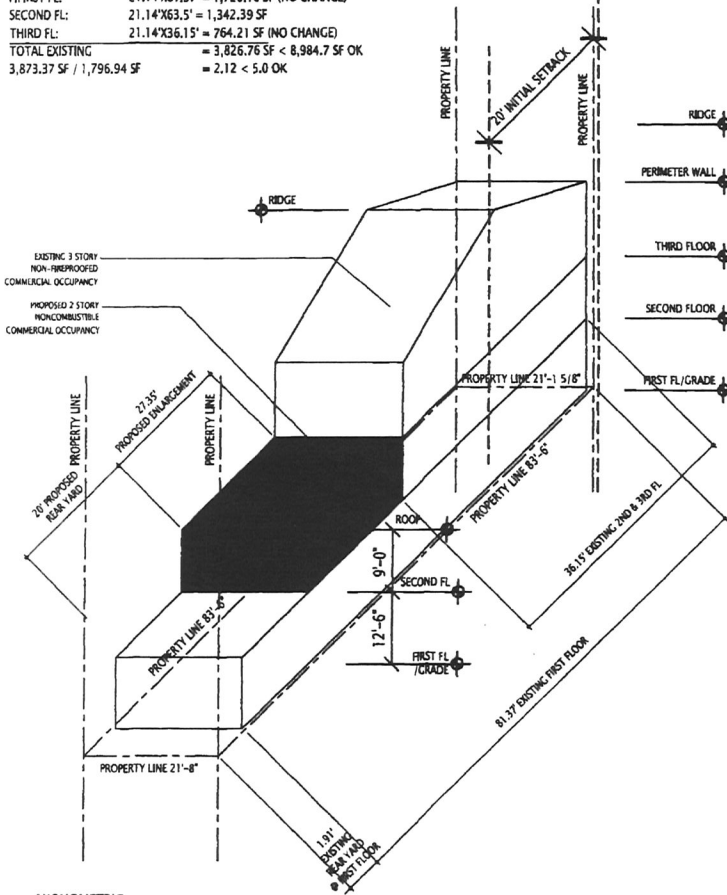 SECOND FL: 21.14'X63.5' = 1,342.39 SF
THIRD FL: 21.14'X36.15' = 764.21 SF (NO CHANGE)
TOTAL EXISTING = 3,826.76 SF < 8,984.7 SF OK
3,873.37 SF / 1,796.94 SF = 2.12 < 5.0 OK
PROPERTY LINE
20' INITIAL SETBACK
PROPERTY LINE
RIDGE
PERIMETER WALL
THIRD FLOOR
SECOND FLOOR
FIRST FL/GRADE
RIDGE
EXISTING 3 STORY
NON-FIREPROOFED
COMMERCIAL OCCUPANCY
PROPOSED 2 STORY
NONCOMBUSTIBLE
COMMERCIAL OCCUPANCY
PROPERTY LINE 21'-1 5/8"
PROPERTY LINE
27.35'
PROPOSED ENLARGEMENT
PROPERTY LINE
20' PROPOSED
REAR YARD
PROPERTY LINE 83'-6"
ROOF
9'-0"
SECOND FL
12'-6"
FIRST FL
/GRADE
36.15' EXISTING 2ND & 3RD FL
81.37' EXISTING FIRST FLOOR
PROPERTY LINE 83'-6"
PROPERTY LINE 21'-8"
1.91'
EXISTING
REAR YARD
@ FIRST FLOOR